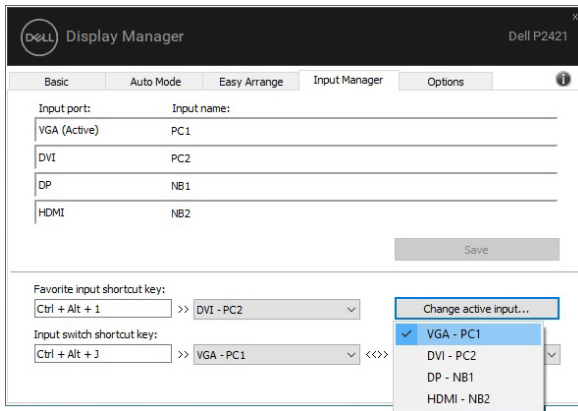 DELL Display Manager
Dell P2421
Basic Auto Mode Easy Arrange Input Manager Options
Input port: Input name:
VGA (Active) PC1
DVI PC2
DP NB1
HDMI NB2
Save
Favorite input shortcut key:
Ctrl + Alt + 1 >> DVI - PC2 Change active input...
Input switch shortcut key:
Ctrl + Alt + J >> VGA - PC1 <<>>
VGA - PC1
DVI - PC2
DP - NB1
HDMI - NB2